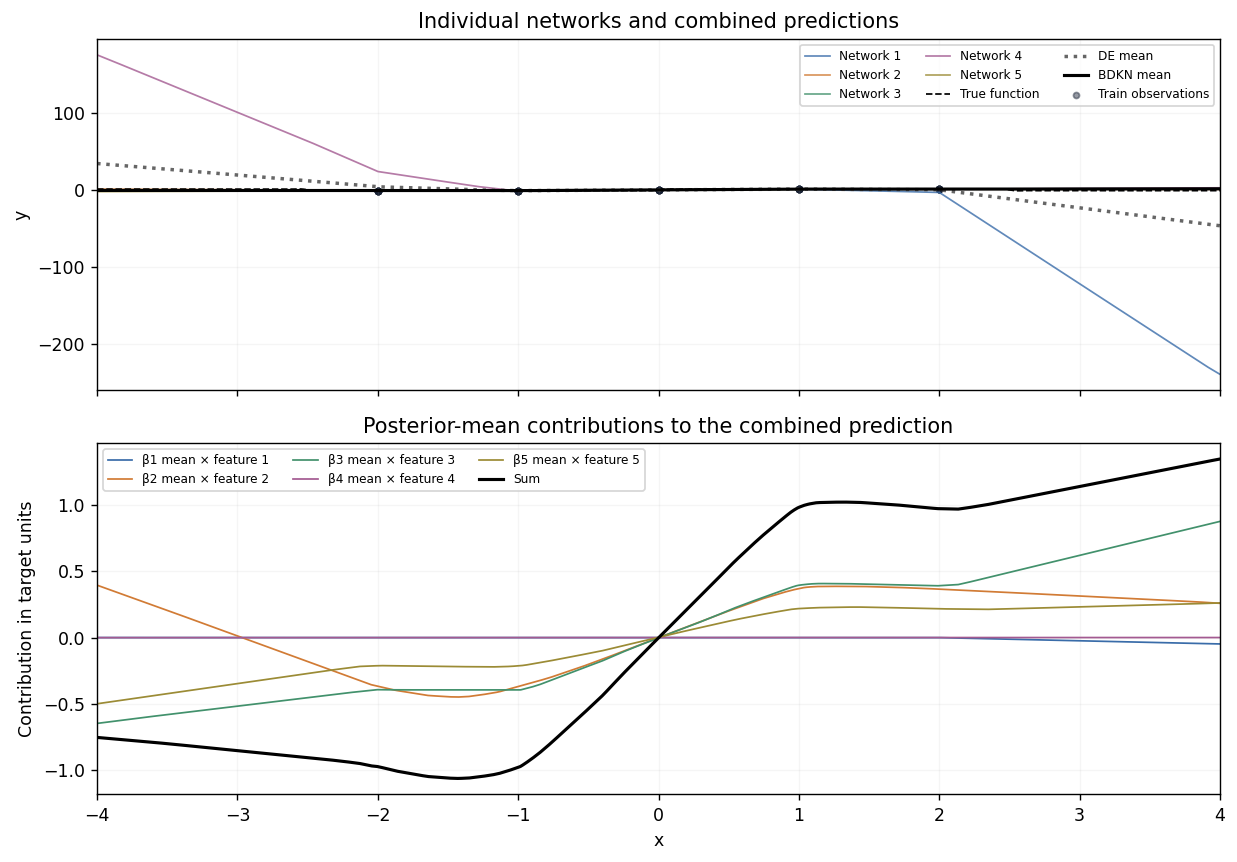 Individual networks and combined predictions
Network 1 Network 4 DE mean
Network 2 Network 5 BDKN mean
Network 3 True function Train observations
100
0
−100
−200
y
Posterior-mean contributions to the combined prediction
β1 mean × feature 1 β3 mean × feature 3 β5 mean × feature 5
β2 mean × feature 2 β4 mean × feature 4 Sum
1.0
0.5
0.0
−0.5
−1.0
Contribution in target units
−4 −3 −2 −1 0 1 2 3 4
x